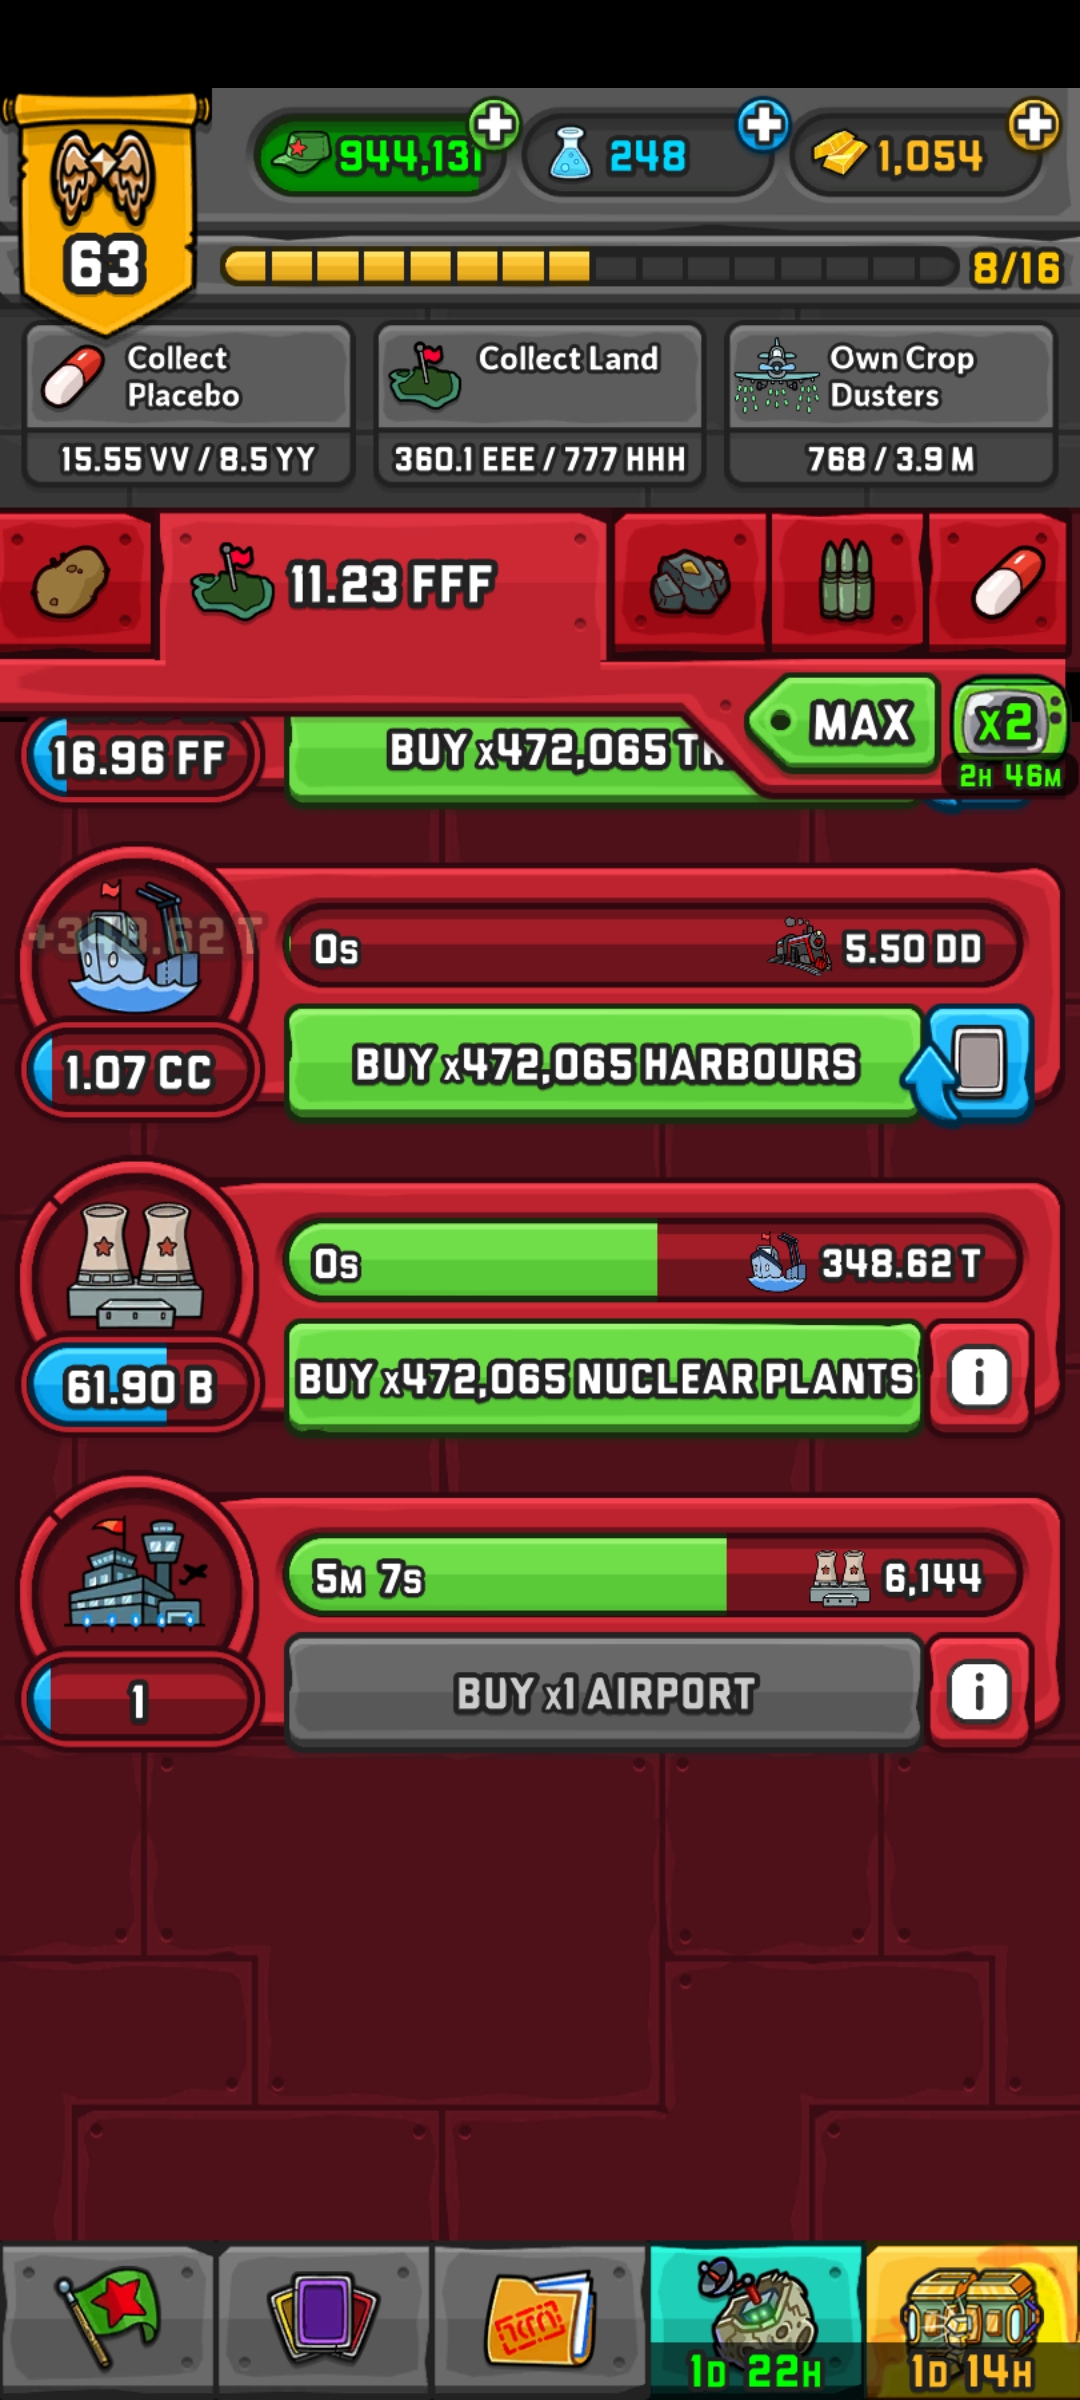 944,131
248
1,054
63
8/16
Collect
Placebo
15.55 VV / 8.5 YY
Collect Land
360.1 EEE / 777 HHH
Own Crop
Dusters
768 / 3.9 M
11.23 FFF
MAX
x2
2H 46M
16.96 FF
BUY x472,065
+348.62 T
0s
5.50 DD
1.07 CC
BUY x472,065 HARBOURS
0s
348.62 T
61.90 B
BUY x472,065 NUCLEAR PLANTS
i
5M 7s
6,144
1
BUY x1 AIRPORT
i
1D 22H
1D 14H